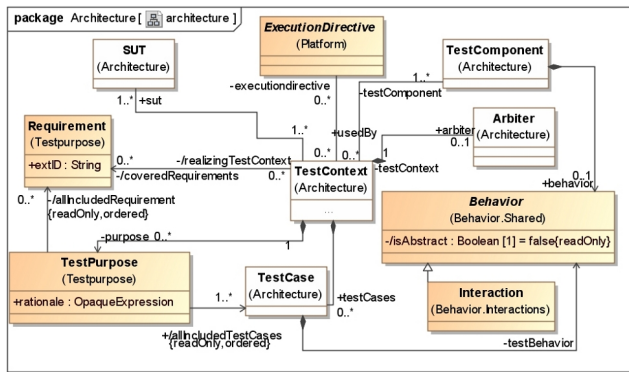 package Architecture [ architecture ]
ExecutionDirective
(Platform)
SUT
(Architecture)
TestComponent
(Architecture)
-executiondirective
0..*
1..*
-testComponent
1..*
+sut
Requirement
(Testpurpose)
+extID : String
1..*
+usedBy
0..*
0..*
+arbiter
0..1
Arbiter
(Architecture)
1
-testContext
0..*
-/realizingTestContext
-/coveredRequirements
0..*
TestContext
(Architecture)
...
0..1
+behavior
0..*
-/allIncludedRequirement
{readOnly,ordered}
Behavior
(Behavior.Shared)
-/isAbstract : Boolean [1] = false{readOnly}
-purpose 0..*
1
TestPurpose
(Testpurpose)
+rationale : OpaqueExpression
TestCase
(Architecture)
1..*
+testCases
0..*
Interaction
(Behavior.Interactions)
+/allIncludedTestCases
{readOnly,ordered}
-testBehavior